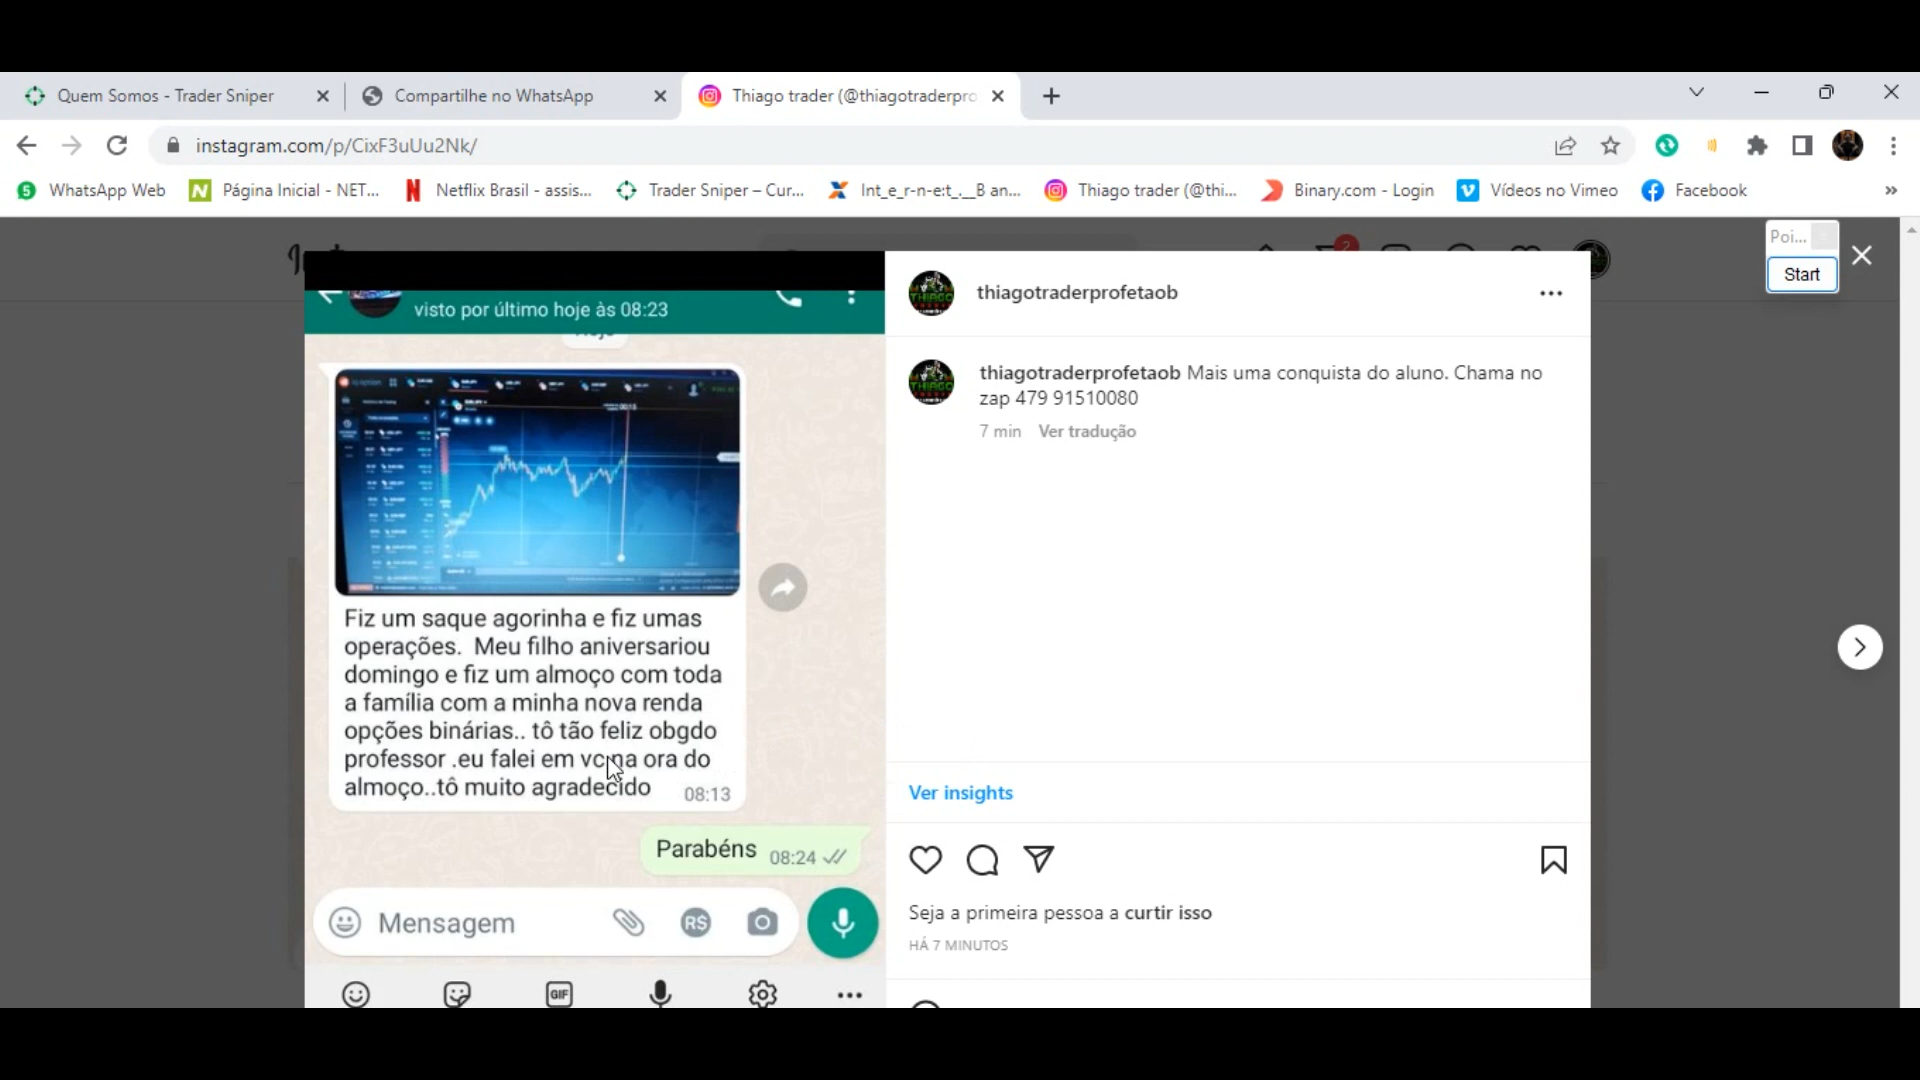 Quem Somos - Trader Sniper
Compartilhe no WhatsApp
Thiago trader (@thiagotraderpro
instagram.com/p/CixF3uUu2Nk/
WhatsApp Web
Página Inicial - NET...
Netflix Brasil - assis...
Trader Sniper – Cur...
Int_e_r-n-e:t_.__B an...
Thiago trader (@thi...
Binary.com - Login
Vídeos no Vimeo
Facebook
»
2
Poi...
Start
visto por último hoje às 08:23
Fiz um saque agorinha e fiz umas
operações. Meu filho aniversariou
domingo e fiz um almoço com toda
a família com a minha nova renda
opções binárias.. tô tão feliz obgdo
professor .eu falei em vc na ora do
almoço..tô muito agradecido 08:13
Parabéns 08:24
Mensagem
R$
GIF
thiagotraderprofetaob
thiagotraderprofetaob Mais uma conquista do aluno. Chama no
zap 479 91510080
7 min Ver tradução
Ver insights
Seja a primeira pessoa a curtir isso
HÁ 7 MINUTOS